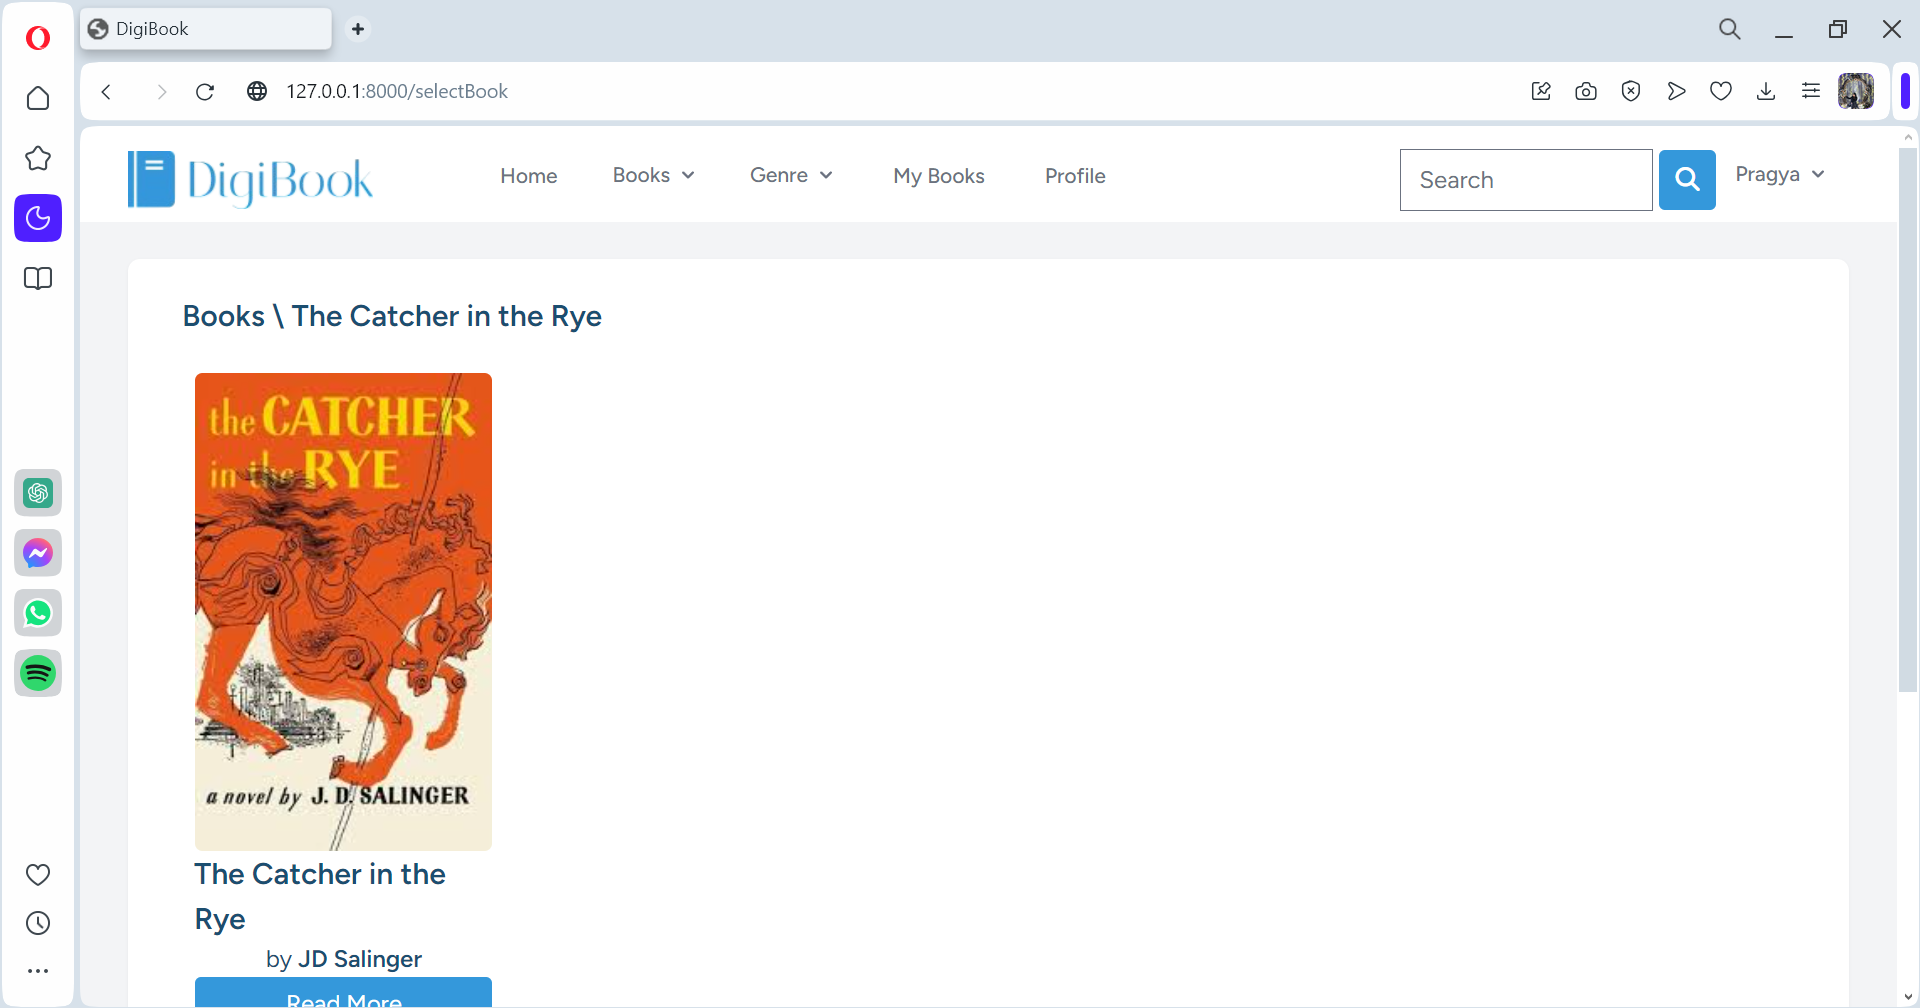 DigiBook
127.0.0.1:8000/selectBook
DigiBook Home Books Genre My Books Profile Search Pragya
Books \ The Catcher in the Rye
the CATCHER
in the RYE
a novel by J. D. SALINGER
The Catcher in the
Rye
by JD Salinger
Read More